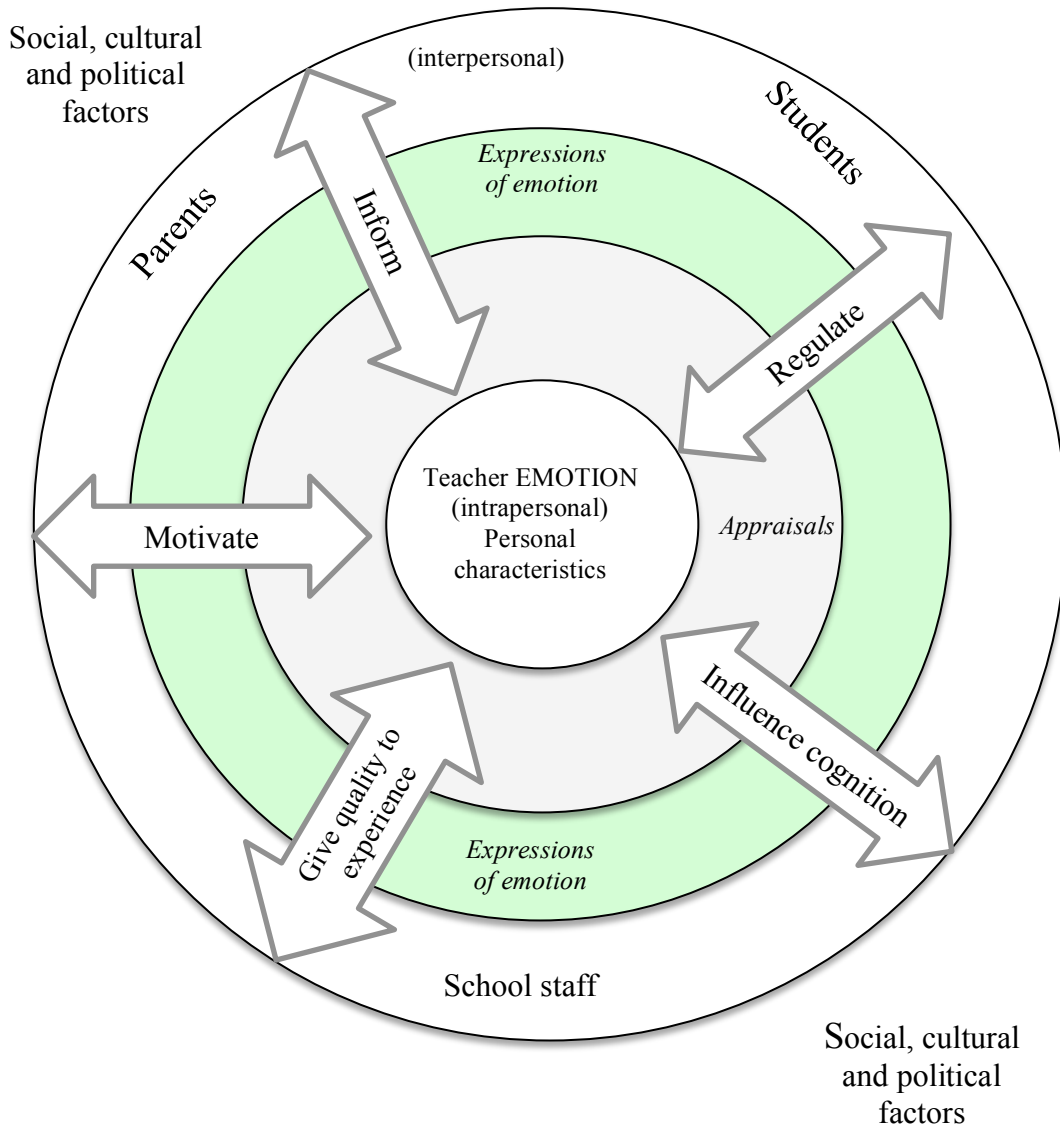 Social, cultural
and political
factors
(interpersonal)
Students
Expressions
of emotion
Parents
Inform
Regulate
Teacher EMOTION
(intrapersonal)
Personal
characteristics
Appraisals
Motivate
Influence cognition
Give quality to
experience
Expressions
of emotion
School staff
Social, cultural
and political
factors